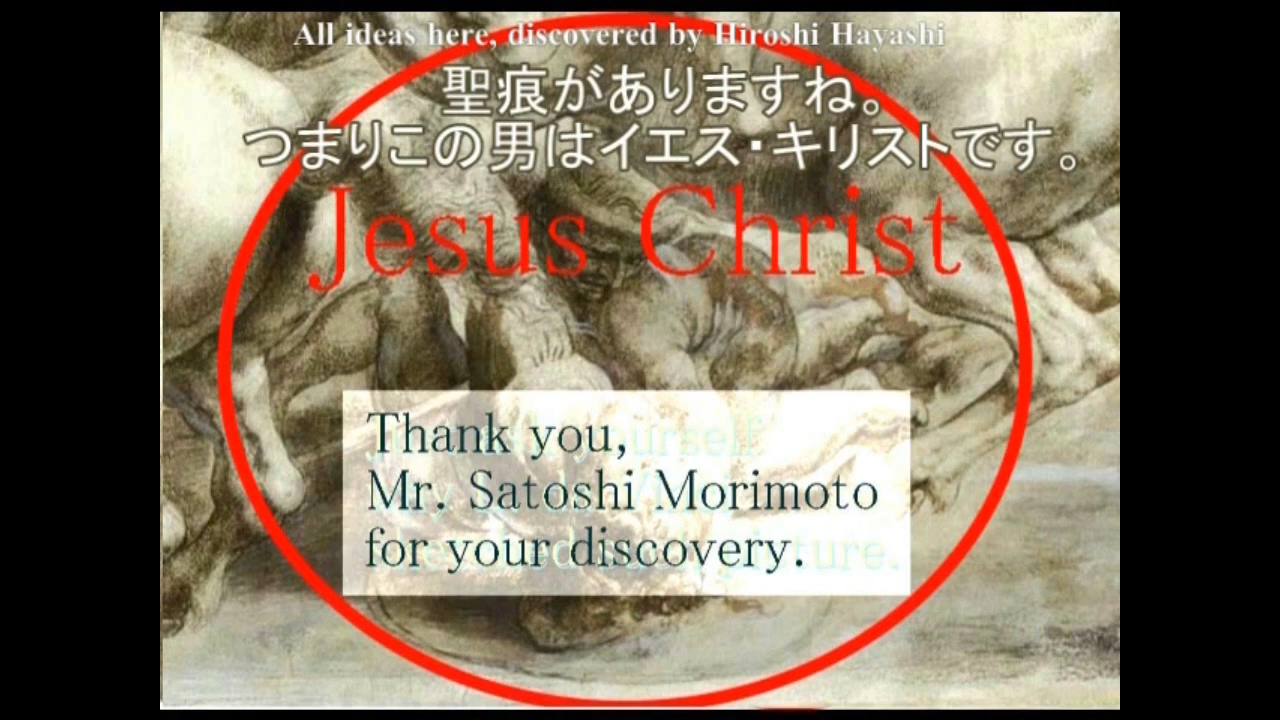 All ideas here, discovered by Hiroshi Hayashi
聖痕がありますね。
つまりこの男はイエス・キリストです。
Jesus Christ
Thank you,
Mr. Satoshi Morimoto
for your discovery.